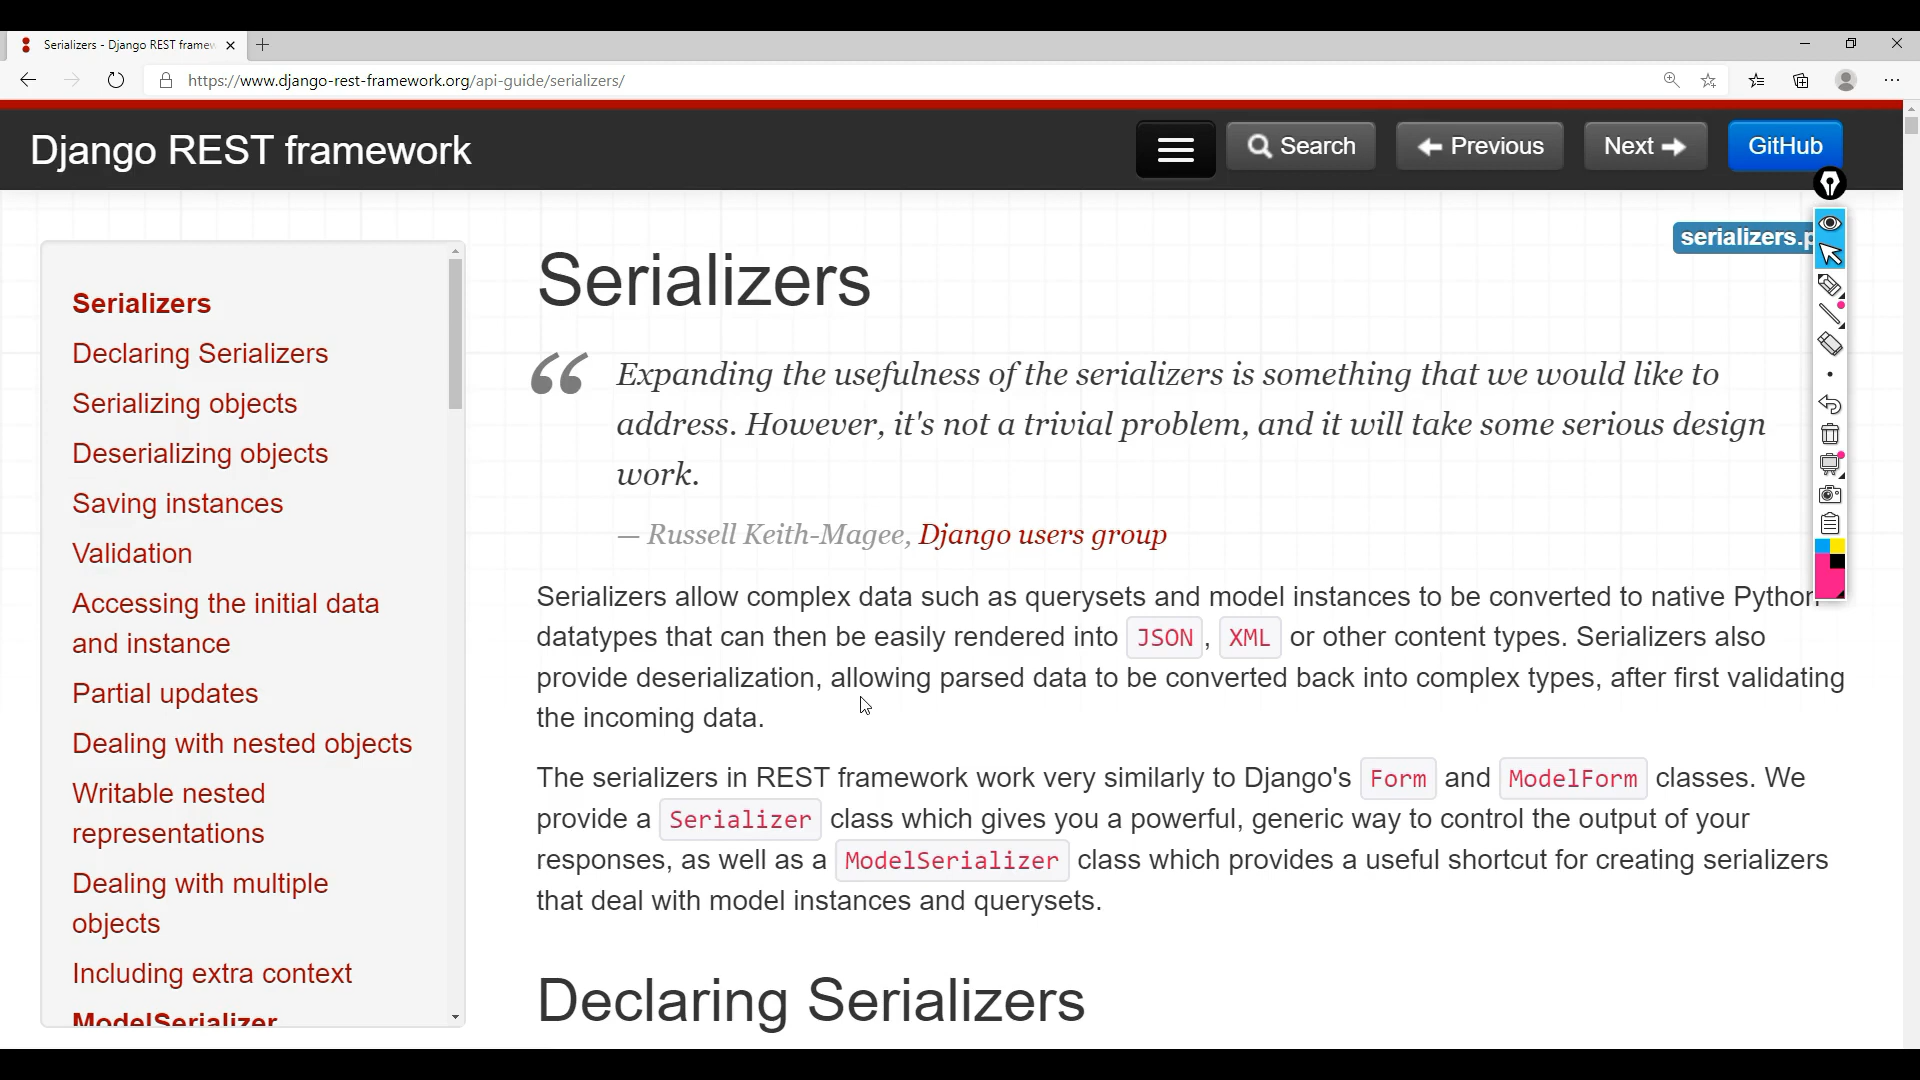 Serializers - Django REST framew
https://www.django-rest-framework.org/api-guide/serializers/
Django REST framework
Search
Previous
Next
GitHub
serializers.p
Serializers
Declaring Serializers
Serializing objects
Deserializing objects
Saving instances
Validation
Accessing the initial data
and instance
Partial updates
Dealing with nested objects
Writable nested
representations
Dealing with multiple
objects
Including extra context
ModelSerializer
Serializers
“ Expanding the usefulness of the serializers is something that we would like to
address. However, it's not a trivial problem, and it will take some serious design
work.
— Russell Keith-Magee, Django users group
Serializers allow complex data such as querysets and model instances to be converted to native Python
datatypes that can then be easily rendered into JSON, XML or other content types. Serializers also
provide deserialization, allowing parsed data to be converted back into complex types, after first validating
the incoming data.
The serializers in REST framework work very similarly to Django's Form and ModelForm classes. We
provide a Serializer class which gives you a powerful, generic way to control the output of your
responses, as well as a ModelSerializer class which provides a useful shortcut for creating serializers
that deal with model instances and querysets.
Declaring Serializers